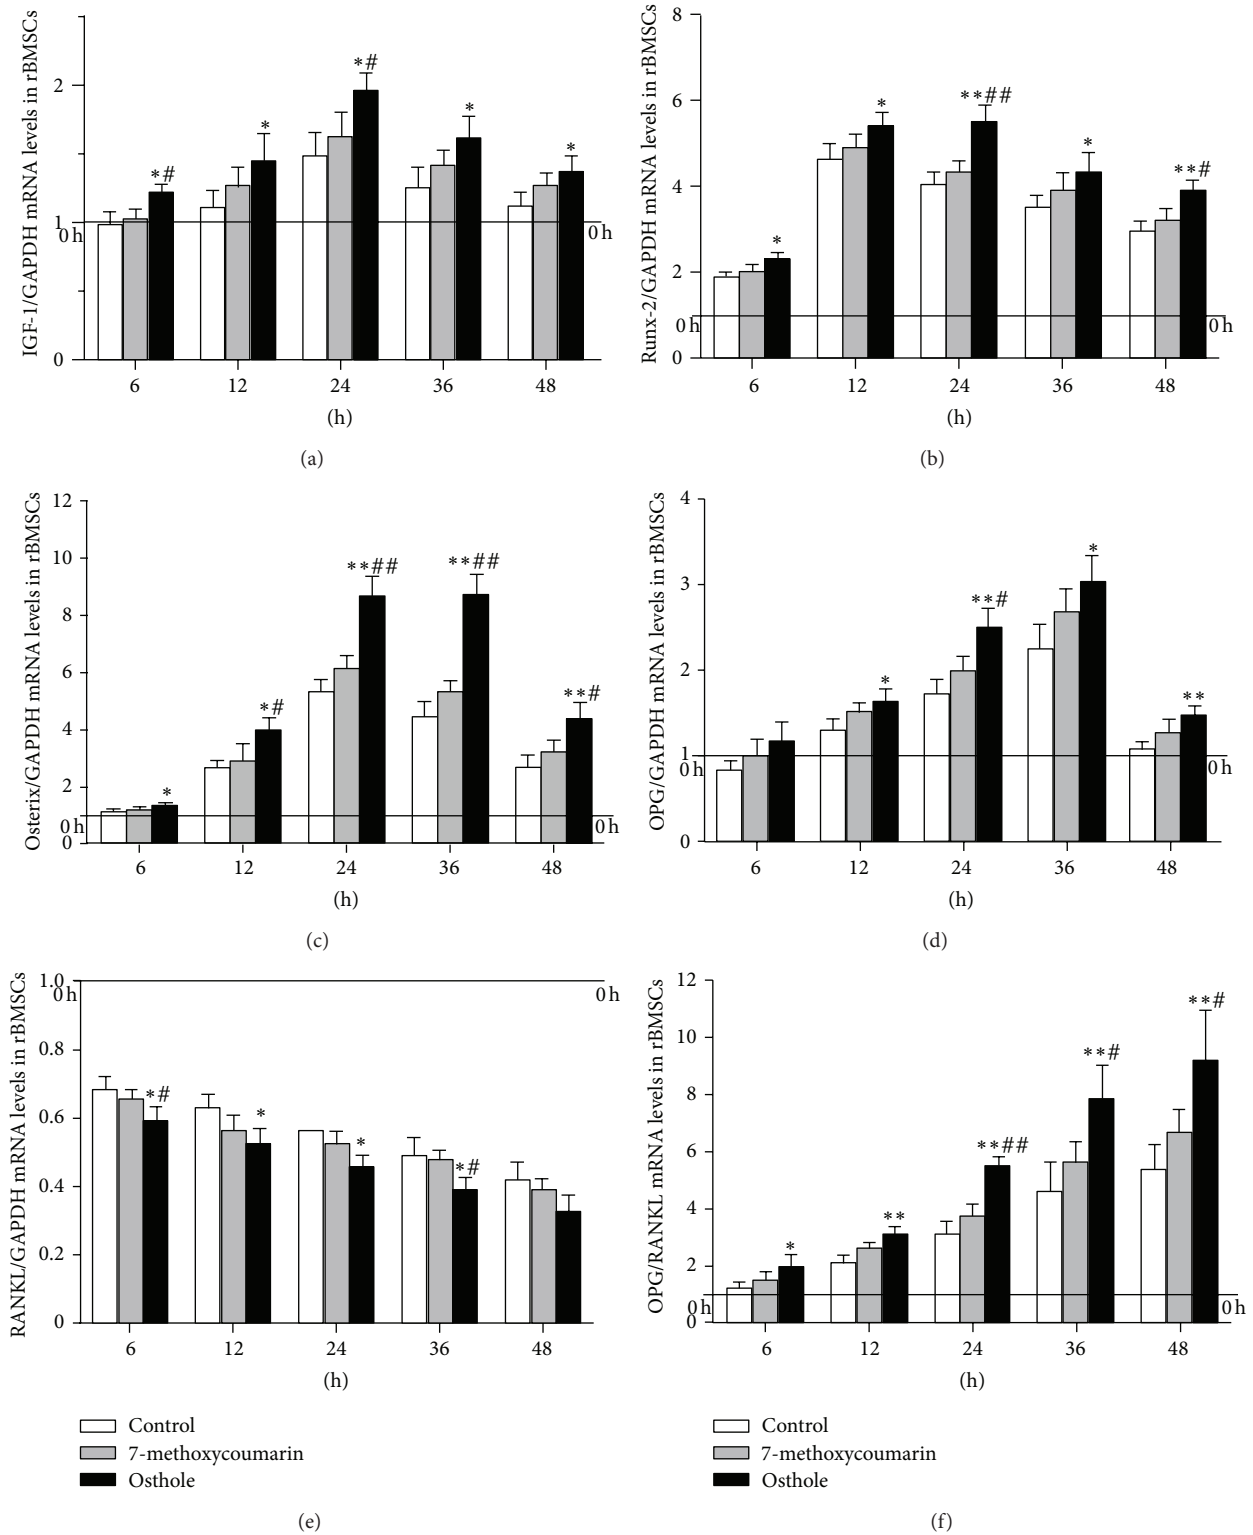 IGF-1/GAPDH mRNA levels in rBMSCs
2
1
0
0 h
0 h
*#
*
*#
*
*
6 12 24 36 48
(h)
(a)
Runx-2/GAPDH mRNA levels in rBMSCs
8
6
4
2
0
0 h
0 h
*
*
**##
*
**#
6 12 24 36 48
(h)
(b)
Osterix/GAPDH mRNA levels in rBMSCs
12
10
8
6
4
2
0
0 h
0 h
*
*#
**##
**##
**#
6 12 24 36 48
(h)
(c)
OPG/GAPDH mRNA levels in rBMSCs
4
3
2
1
0
0 h
0 h
*
**#
*
**
6 12 24 36 48
(h)
(d)
RANKL/GAPDH mRNA levels in rBMSCs
1.0
0.8
0.6
0.4
0.2
0
0 h
0 h
*#
*
*
*#
6 12 24 36 48
(h)
Control
7-methoxycoumarin
Osthole
(e)
OPG/RANKL mRNA levels in rBMSCs
12
10
8
6
4
2
0
0 h
0 h
*
**
**##
**#
**#
6 12 24 36 48
(h)
Control
7-methoxycoumarin
Osthole
(f)